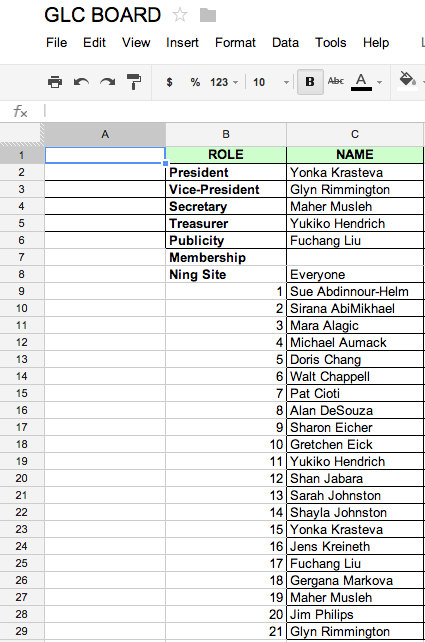 GLC BOARD
File Edit View Insert Format Data Tools Help
$ % 123 10 B Abc A
fx
A B C
1 ROLE NAME
2 President Yonka Krasteva
3 Vice-President Glyn Rimmington
4 Secretary Maher Musleh
5 Treasurer Yukiko Hendrich
6 Publicity Fuchang Liu
7 Membership
8 Ning Site Everyone
9 1 Sue Abdinnour-Helm
10 2 Sirana AbiMikhael
11 3 Mara Alagic
12 4 Michael Aumack
13 5 Doris Chang
14 6 Walt Chappell
15 7 Pat Cioti
16 8 Alan DeSouza
17 9 Sharon Eicher
18 10 Gretchen Eick
19 11 Yukiko Hendrich
20 12 Shan Jabara
21 13 Sarah Johnston
22 14 Shayla Johnston
23 15 Yonka Krasteva
24 16 Jens Kreineth
25 17 Fuchang Liu
26 18 Gergana Markova
27 19 Maher Musleh
28 20 Jim Philips
29 21 Glyn Rimmington